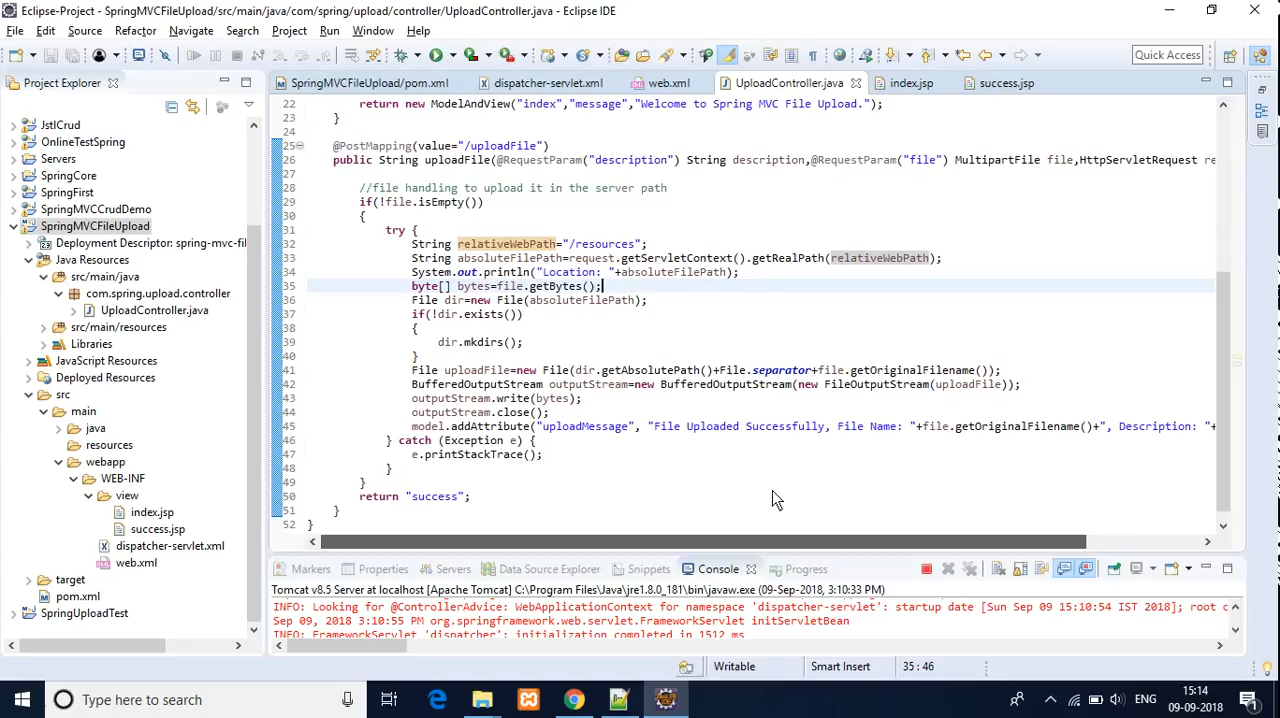 Eclipse-Project - SpringMVCFileUpload/src/main/java/com/spring/upload/controller/UploadController.java - Eclipse IDE
File Edit Source Refactor Navigate Search Project Run Window Help
Quick Access
Project Explorer
JstlCrud
OnlineTestSpring
Servers
SpringCore
SpringFirst
SpringMVCCrudDemo
SpringMVCFileUpload
Deployment Descriptor: spring-mvc-fil
Java Resources
src/main/java
com.spring.upload.controller
UploadController.java
src/main/resources
Libraries
JavaScript Resources
Deployed Resources
src
main
java
resources
webapp
WEB-INF
view
index.jsp
success.jsp
dispatcher-servlet.xml
web.xml
target
pom.xml
SpringUploadTest
SpringMVCFileUpload/pom.xml dispatcher-servlet.xml web.xml UploadController.java index.jsp success.jsp
22 return new ModelAndView("index","message","Welcome to Spring MVC File Upload.");
23 }
24
25 @PostMapping(value="/uploadFile")
26 public String uploadFile(@RequestParam("description") String description,@RequestParam("file") MultipartFile file,HttpServletRequest re
27
28 //file handling to upload it in the server path
29 if(!file.isEmpty())
30 {
31 try {
32 String relativeWebPath="/resources";
33 String absoluteFilePath=request.getServletContext().getRealPath(relativeWebPath);
34 System.out.println("Location: "+absoluteFilePath);
35 byte[] bytes=file.getBytes();
36 File dir=new File(absoluteFilePath);
37 if(!dir.exists())
38 {
39 dir.mkdirs();
40 }
41 File uploadFile=new File(dir.getAbsolutePath()+File.separator+file.getOriginalFilename());
42 BufferedOutputStream outputStream=new BufferedOutputStream(new FileOutputStream(uploadFile));
43 outputStream.write(bytes);
44 outputStream.close();
45 model.addAttribute("uploadMessage", "File Uploaded Successfully, File Name: "+file.getOriginalFilename()+", Description: "+
46 } catch (Exception e) {
47 e.printStackTrace();
48 }
49 }
50 return "success";
51 }
52 }
Markers Properties Servers Data Source Explorer Snippets Console Progress
Tomcat v8.5 Server at localhost [Apache Tomcat] C:\Program Files\Java\jre1.8.0_181\bin\javaw.exe (09-Sep-2018, 3:10:33 PM)
INFO: Looking for @ControllerAdvice: WebApplicationContext for namespace 'dispatcher-servlet': startup date [Sun Sep 09 15:10:54 IST 2018]; root c
Sep 09, 2018 3:10:55 PM org.springframework.web.servlet.FrameworkServlet initServletBean
INFO: FrameworkServlet 'dispatcher': initialization completed in 1512 ms
Writable Smart Insert 35 : 46
Type here to search
ENG
15:14
09-09-2018
1